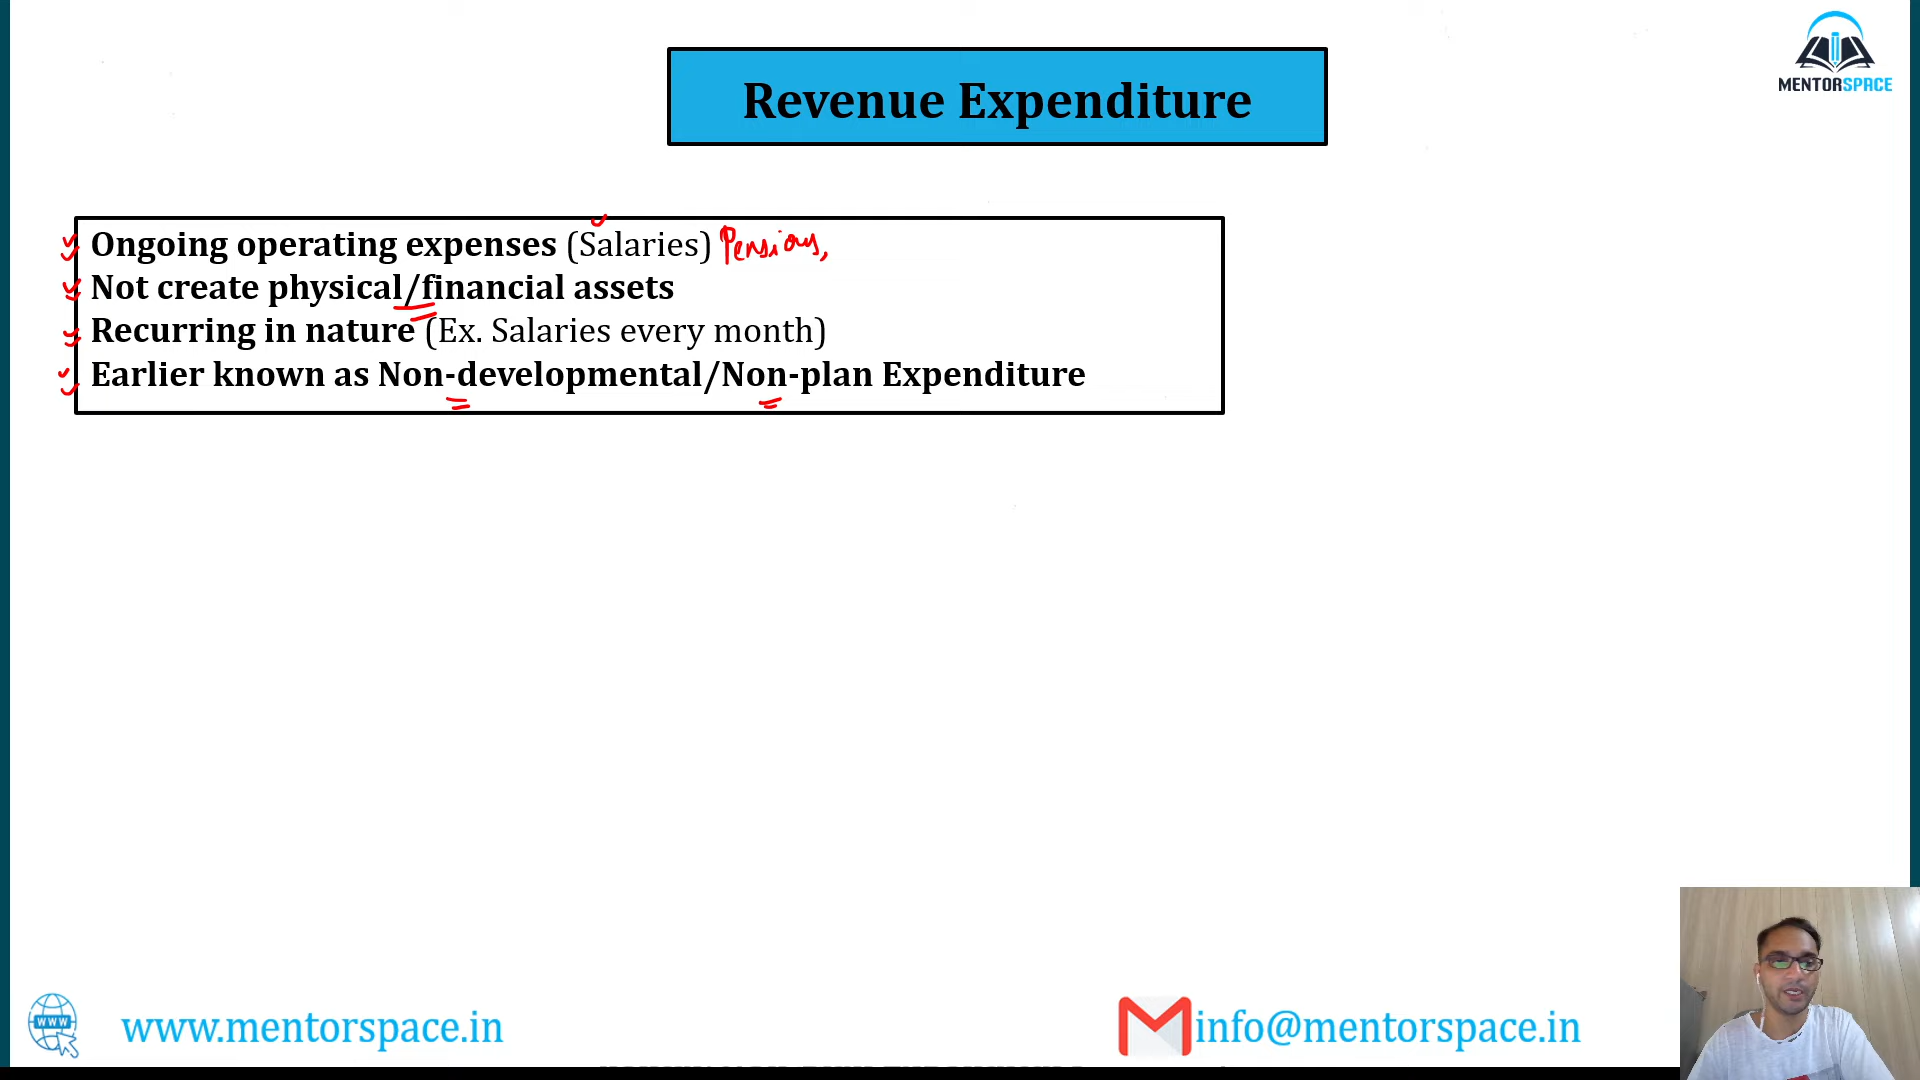 MENTORSPACE
Revenue Expenditure
Ongoing operating expenses (Salaries) Pensions,
Not create physical/financial assets
Recurring in nature (Ex. Salaries every month)
Earlier known as Non-developmental/Non-plan Expenditure
WWW
www.mentorspace.in
info@mentorspace.in